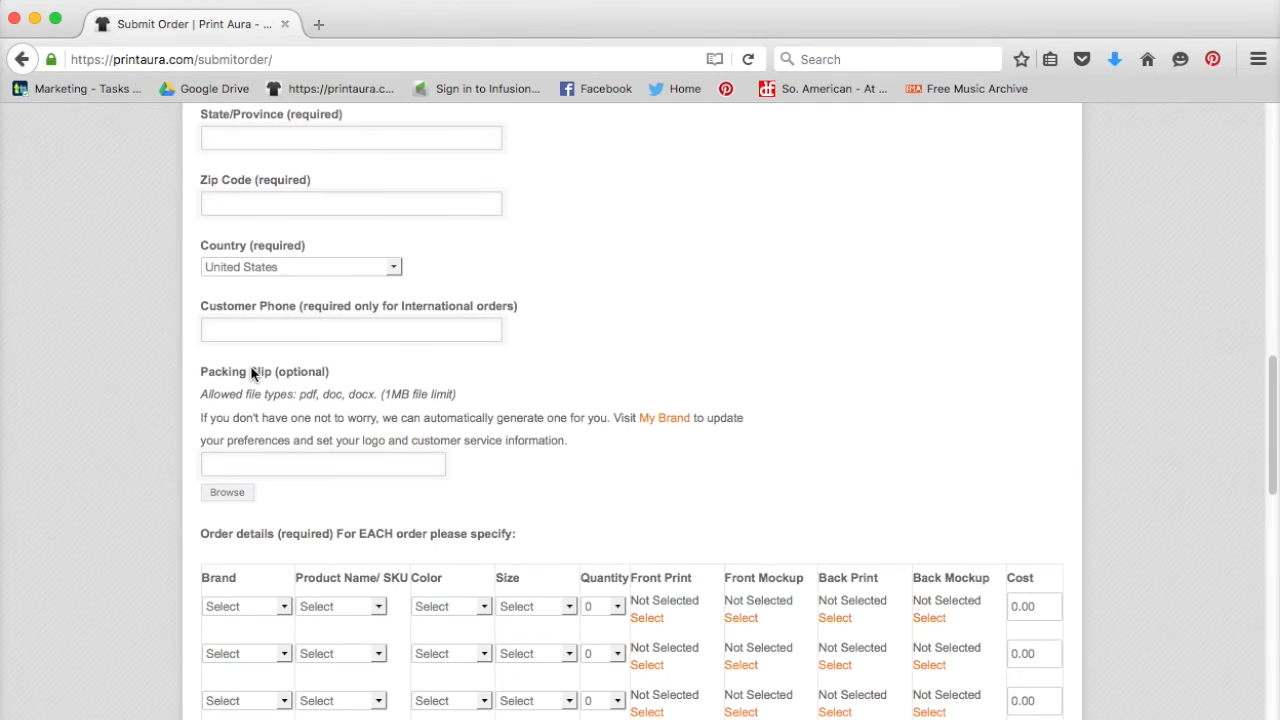 Submit Order | Print Aura - ...
https://printaura.com/submitorder/
Search
Marketing - Tasks ...
Google Drive
https://printaura.c...
Sign in to Infusion...
Facebook
Home
So. American - At ...
FMA
Free Music Archive
State/Province (required)
Zip Code (required)
Country (required)
United States
Customer Phone (required only for International orders)
Packing Slip (optional)
Allowed file types: pdf, doc, docx. (1MB file limit)
If you don't have one not to worry, we can automatically generate one for you. Visit My Brand to update
your preferences and set your logo and customer service information.
Browse
Order details (required) For EACH order please specify:
Brand Product Name/ SKU Color Size Quantity Front Print Front Mockup Back Print Back Mockup Cost
Select Select Select Select 0 Not Selected Not Selected Not Selected Not Selected 0.00
Select Select Select Select
Select Select Select Select 0 Not Selected Not Selected Not Selected Not Selected 0.00
Select Select Select Select
Select Select Select Select 0 Not Selected Not Selected Not Selected Not Selected 0.00
Select Select Select Select